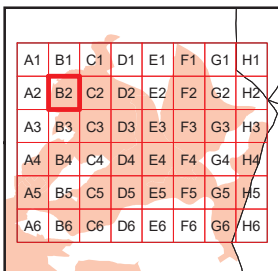 A1 B1 C1 D1 E1 F1 G1 H1
A2 B2 C2 D2 E2 F2 G2 H2
A3 B3 C3 D3 E3 F3 G3 H3
A4 B4 C4 D4 E4 F4 G4 H4
A5 B5 C5 D5 E5 F5 G5 H5
A6 B6 C6 D6 E6 F6 G6 H6